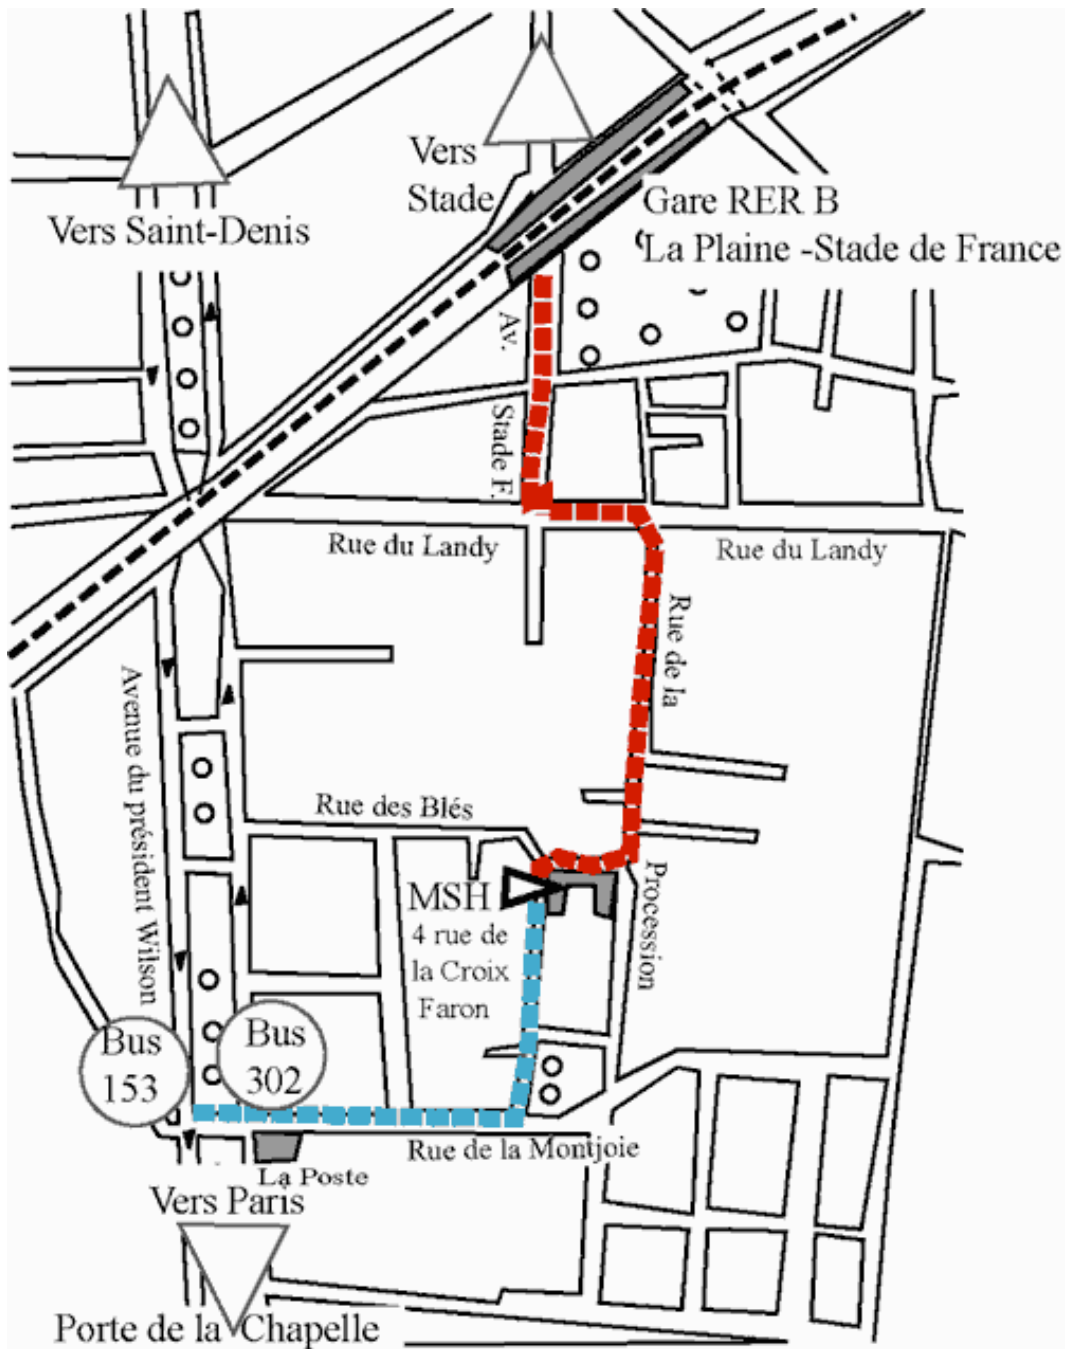 Vers
Stade
Vers Saint-Denis
Gare RER B
La Plaine -Stade de France
Av.
Stade F.
Rue du Landy
Rue du Landy
Rue de la
Procession
Avenue du président Wilson
Rue des Blés
MSH
4 rue de
la Croix
Faron
Bus
153
Bus
302
Rue de la Montjoie
La Poste
Vers Paris
Porte de la Chapelle